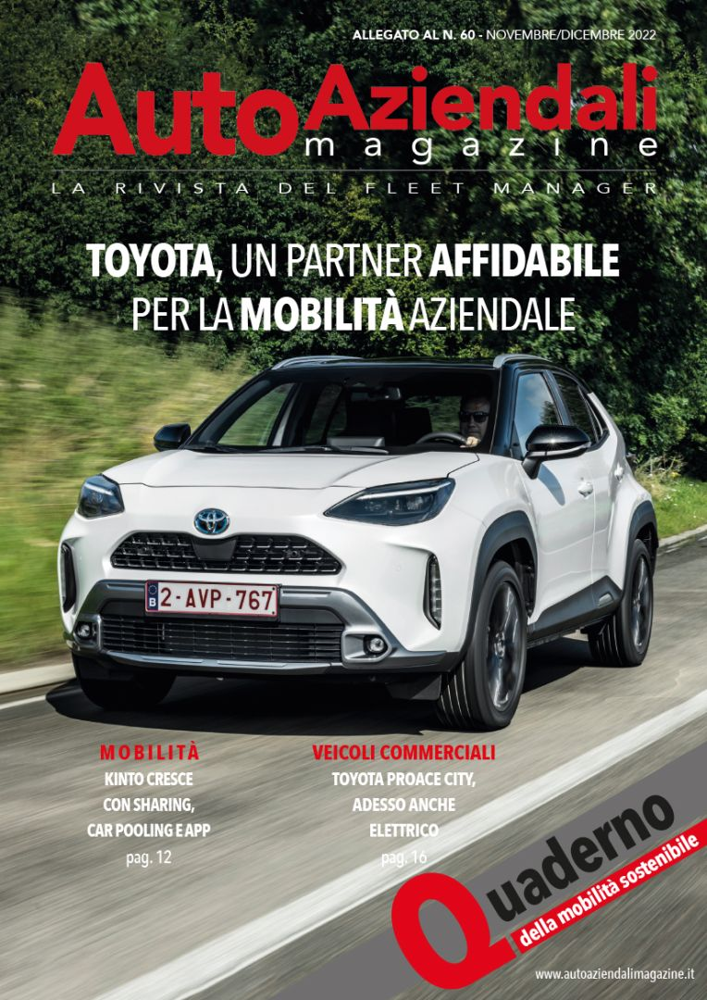 ALLEGATO AL N. 60 - NOVEMBRE/DICEMBRE 2022
AutoAziendali
magazine
LA RIVISTA DEL FLEET MANAGER
TOYOTA, UN PARTNER AFFIDABILE
PER LA MOBILITÀ AZIENDALE
B 2-AVP-767
MOBILITÀ
KINTO CRESCE
CON SHARING,
CAR POOLING E APP
pag. 12
VEICOLI COMMERCIALI
TOYOTA PROACE CITY,
ADESSO ANCHE
ELETTRICO
pag. 16
Quaderno
della mobilità sostenibile
www.autoaziendalimagazine.it